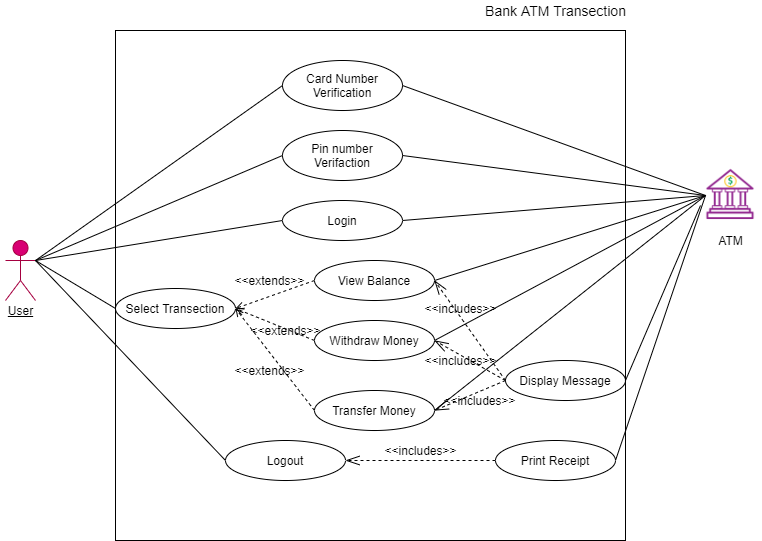 Bank ATM Transection
Card Number
Verification
Pin number
Verifaction
Login
ATM
User
<<extends>>
View Balance
Select Transection
<<includes>>
<<extends>>
Withdraw Money
<<includes>>
<<extends>>
Display Message
Transfer Money
<<includes>>
Logout
<<includes>>
Print Receipt
$